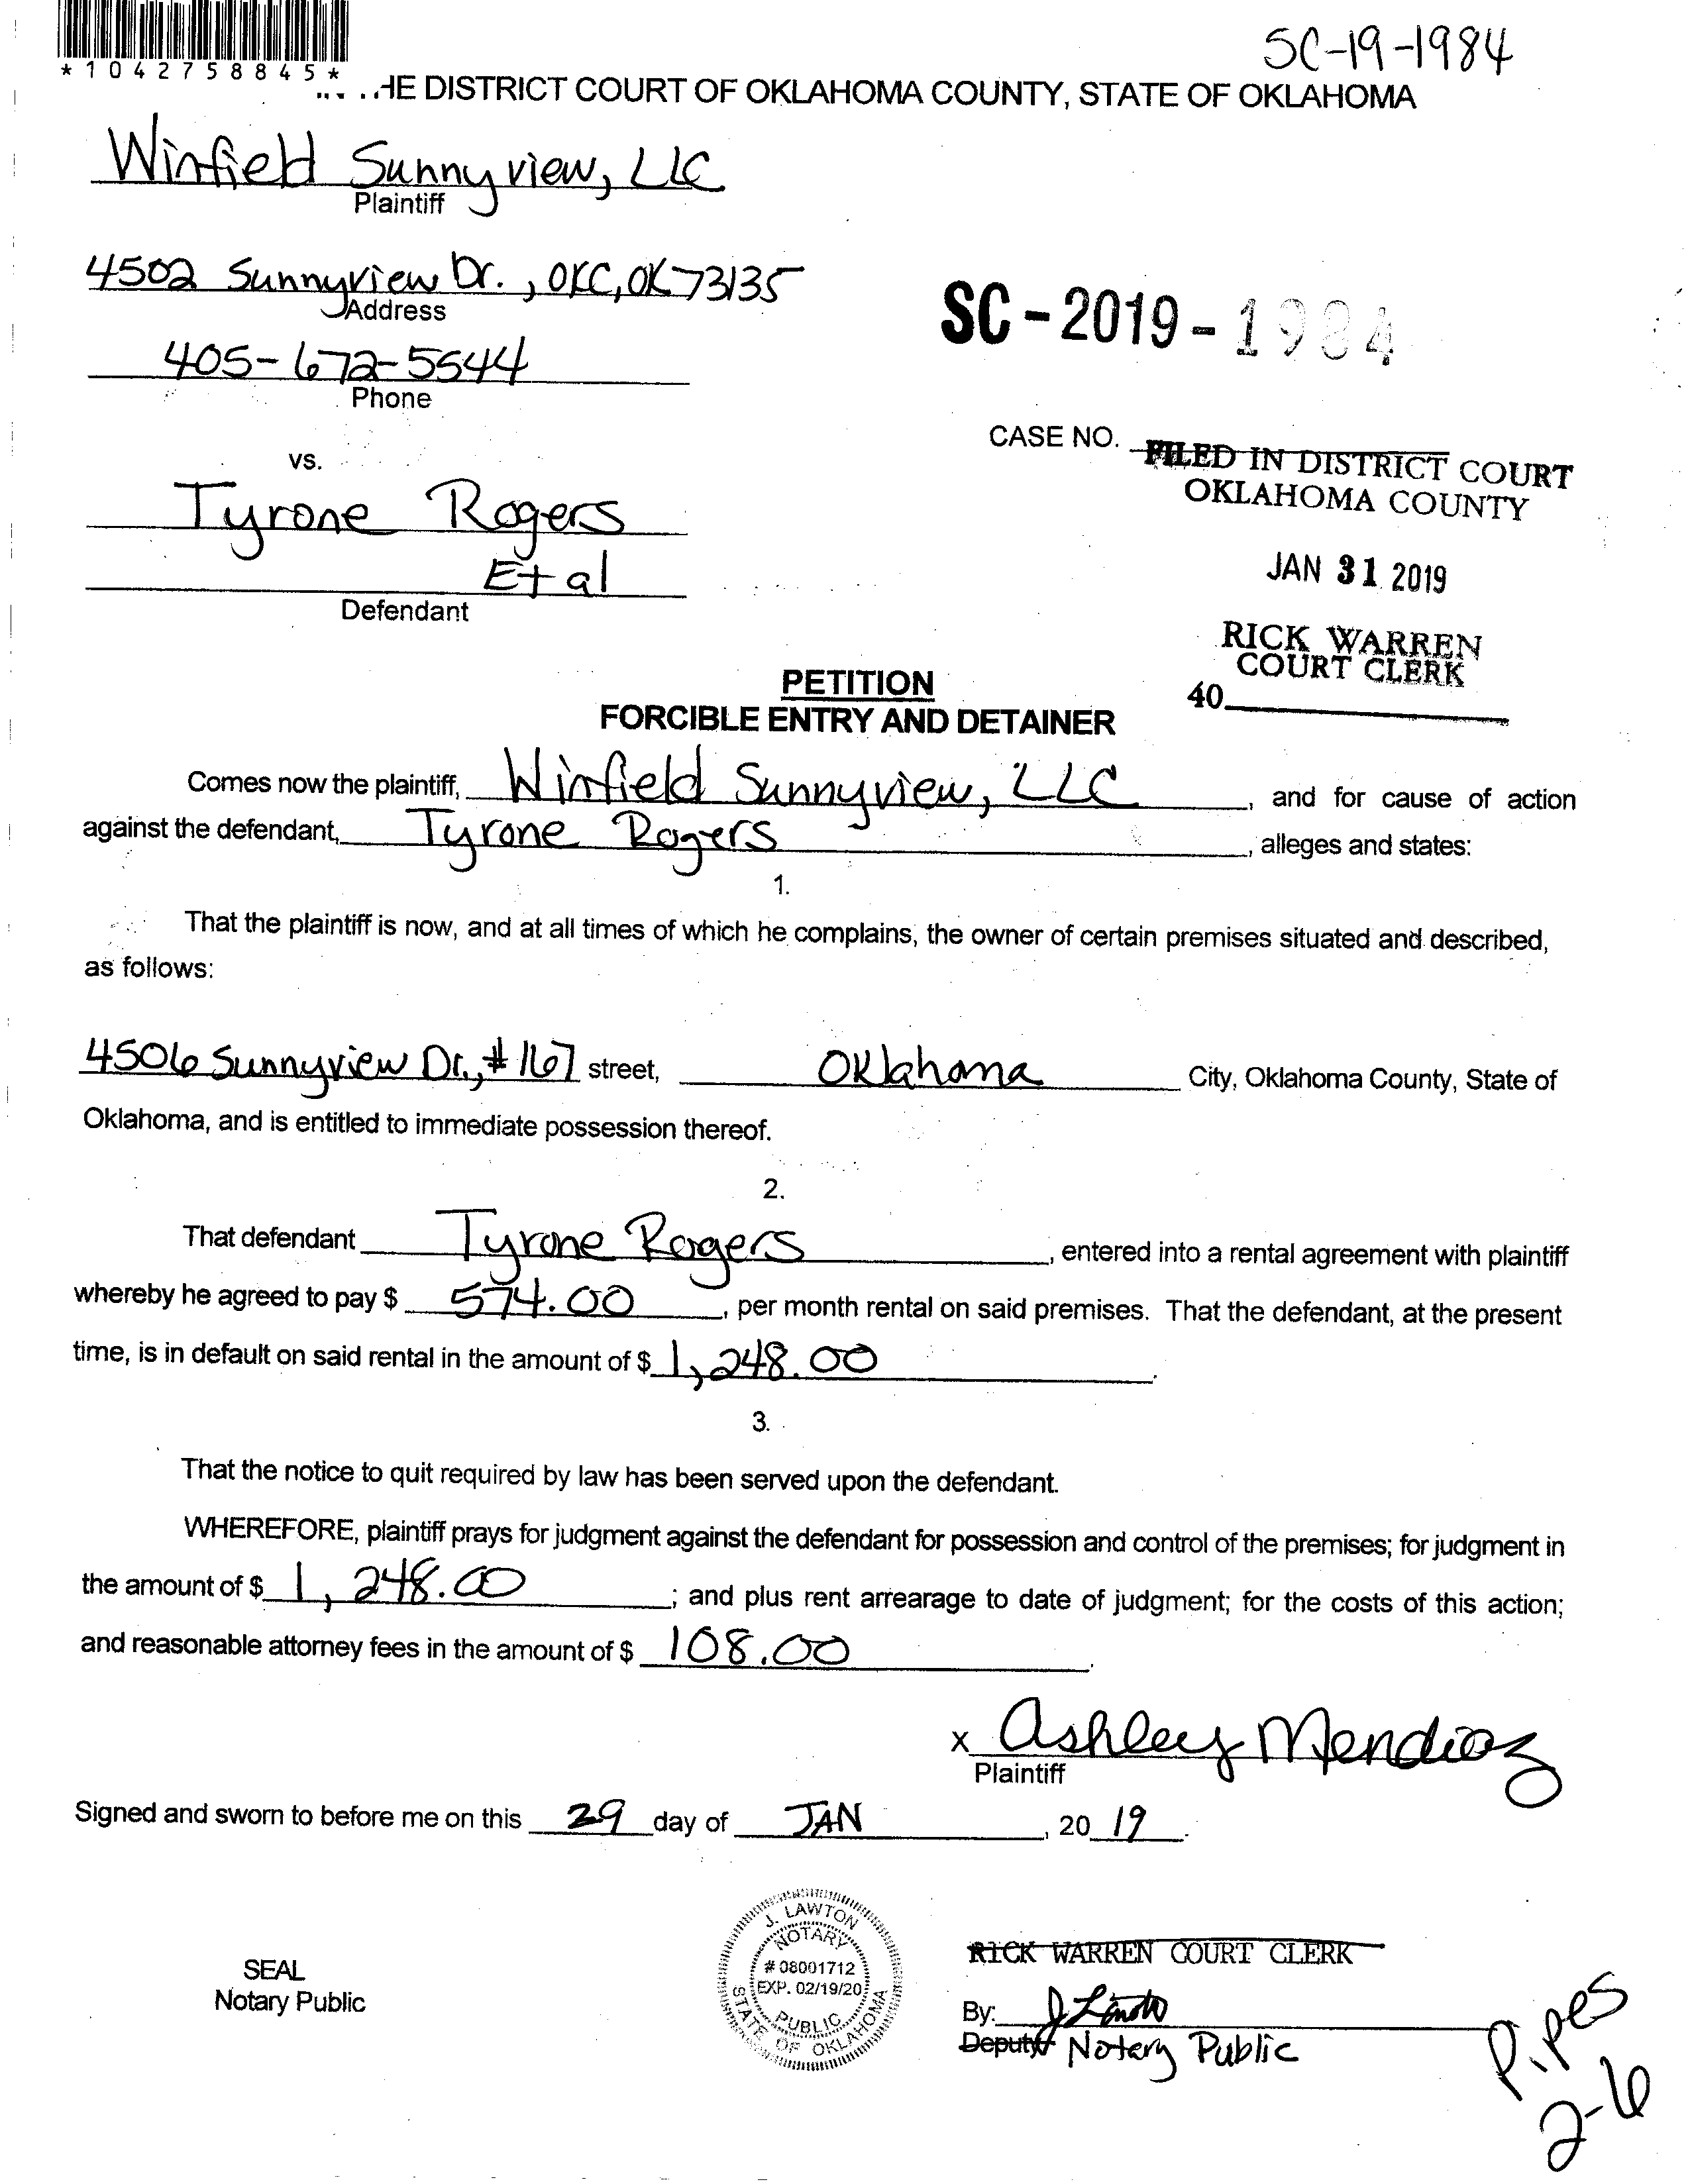 SC-19-1984
*1042758845*
HE DISTRICT COURT OF OKLAHOMA COUNTY, STATE OF OKLAHOMA
Winfield Sunnyview, LLC
Plaintiff
4502 Sunnyview Dr., OKC, OK 73135
Address
SC-2019-1984
405-672-5544
Phone
CASE NO.
FILED IN DISTRICT COURT
OKLAHOMA COUNTY
vs.
Tyrone Rogers
Et al
Defendant
JAN 31 2019
RICK WARREN
COURT CLERK
40
PETITION
FORCIBLE ENTRY AND DETAINER
Comes now the plaintiff, Winfield Sunnyview, LLC, and for cause of action
against the defendant, Tyrone Rogers, alleges and states:
1.
That the plaintiff is now, and at all times of which he complains, the owner of certain premises situated and described,
as follows:
4506 Sunnyview Dr., #167 street, Oklahoma City, Oklahoma County, State of
Oklahoma, and is entitled to immediate possession thereof.
2.
That defendant Tyrone Rogers, entered into a rental agreement with plaintiff
whereby he agreed to pay $ 574.00, per month rental on said premises. That the defendant, at the present
time, is in default on said rental in the amount of $ 1,248.00.
3.
That the notice to quit required by law has been served upon the defendant.
WHEREFORE, plaintiff prays for judgment against the defendant for possession and control of the premises; for judgment in
the amount of $ 1,248.00; and plus rent arrearage to date of judgment; for the costs of this action;
and reasonable attorney fees in the amount of $ 108.00.
x Ashley Mendioz
Plaintiff
Signed and sworn to before me on this 29 day of JAN, 2019.
SEAL
Notary Public
J. LAWTON
NOTARY
# 08001712
EXP. 02/19/20
PUBLIC
STATE OF OKLAHOMA
RICK WARREN COURT CLERK
By:
Deputy Notary Public
Pipes
2-6